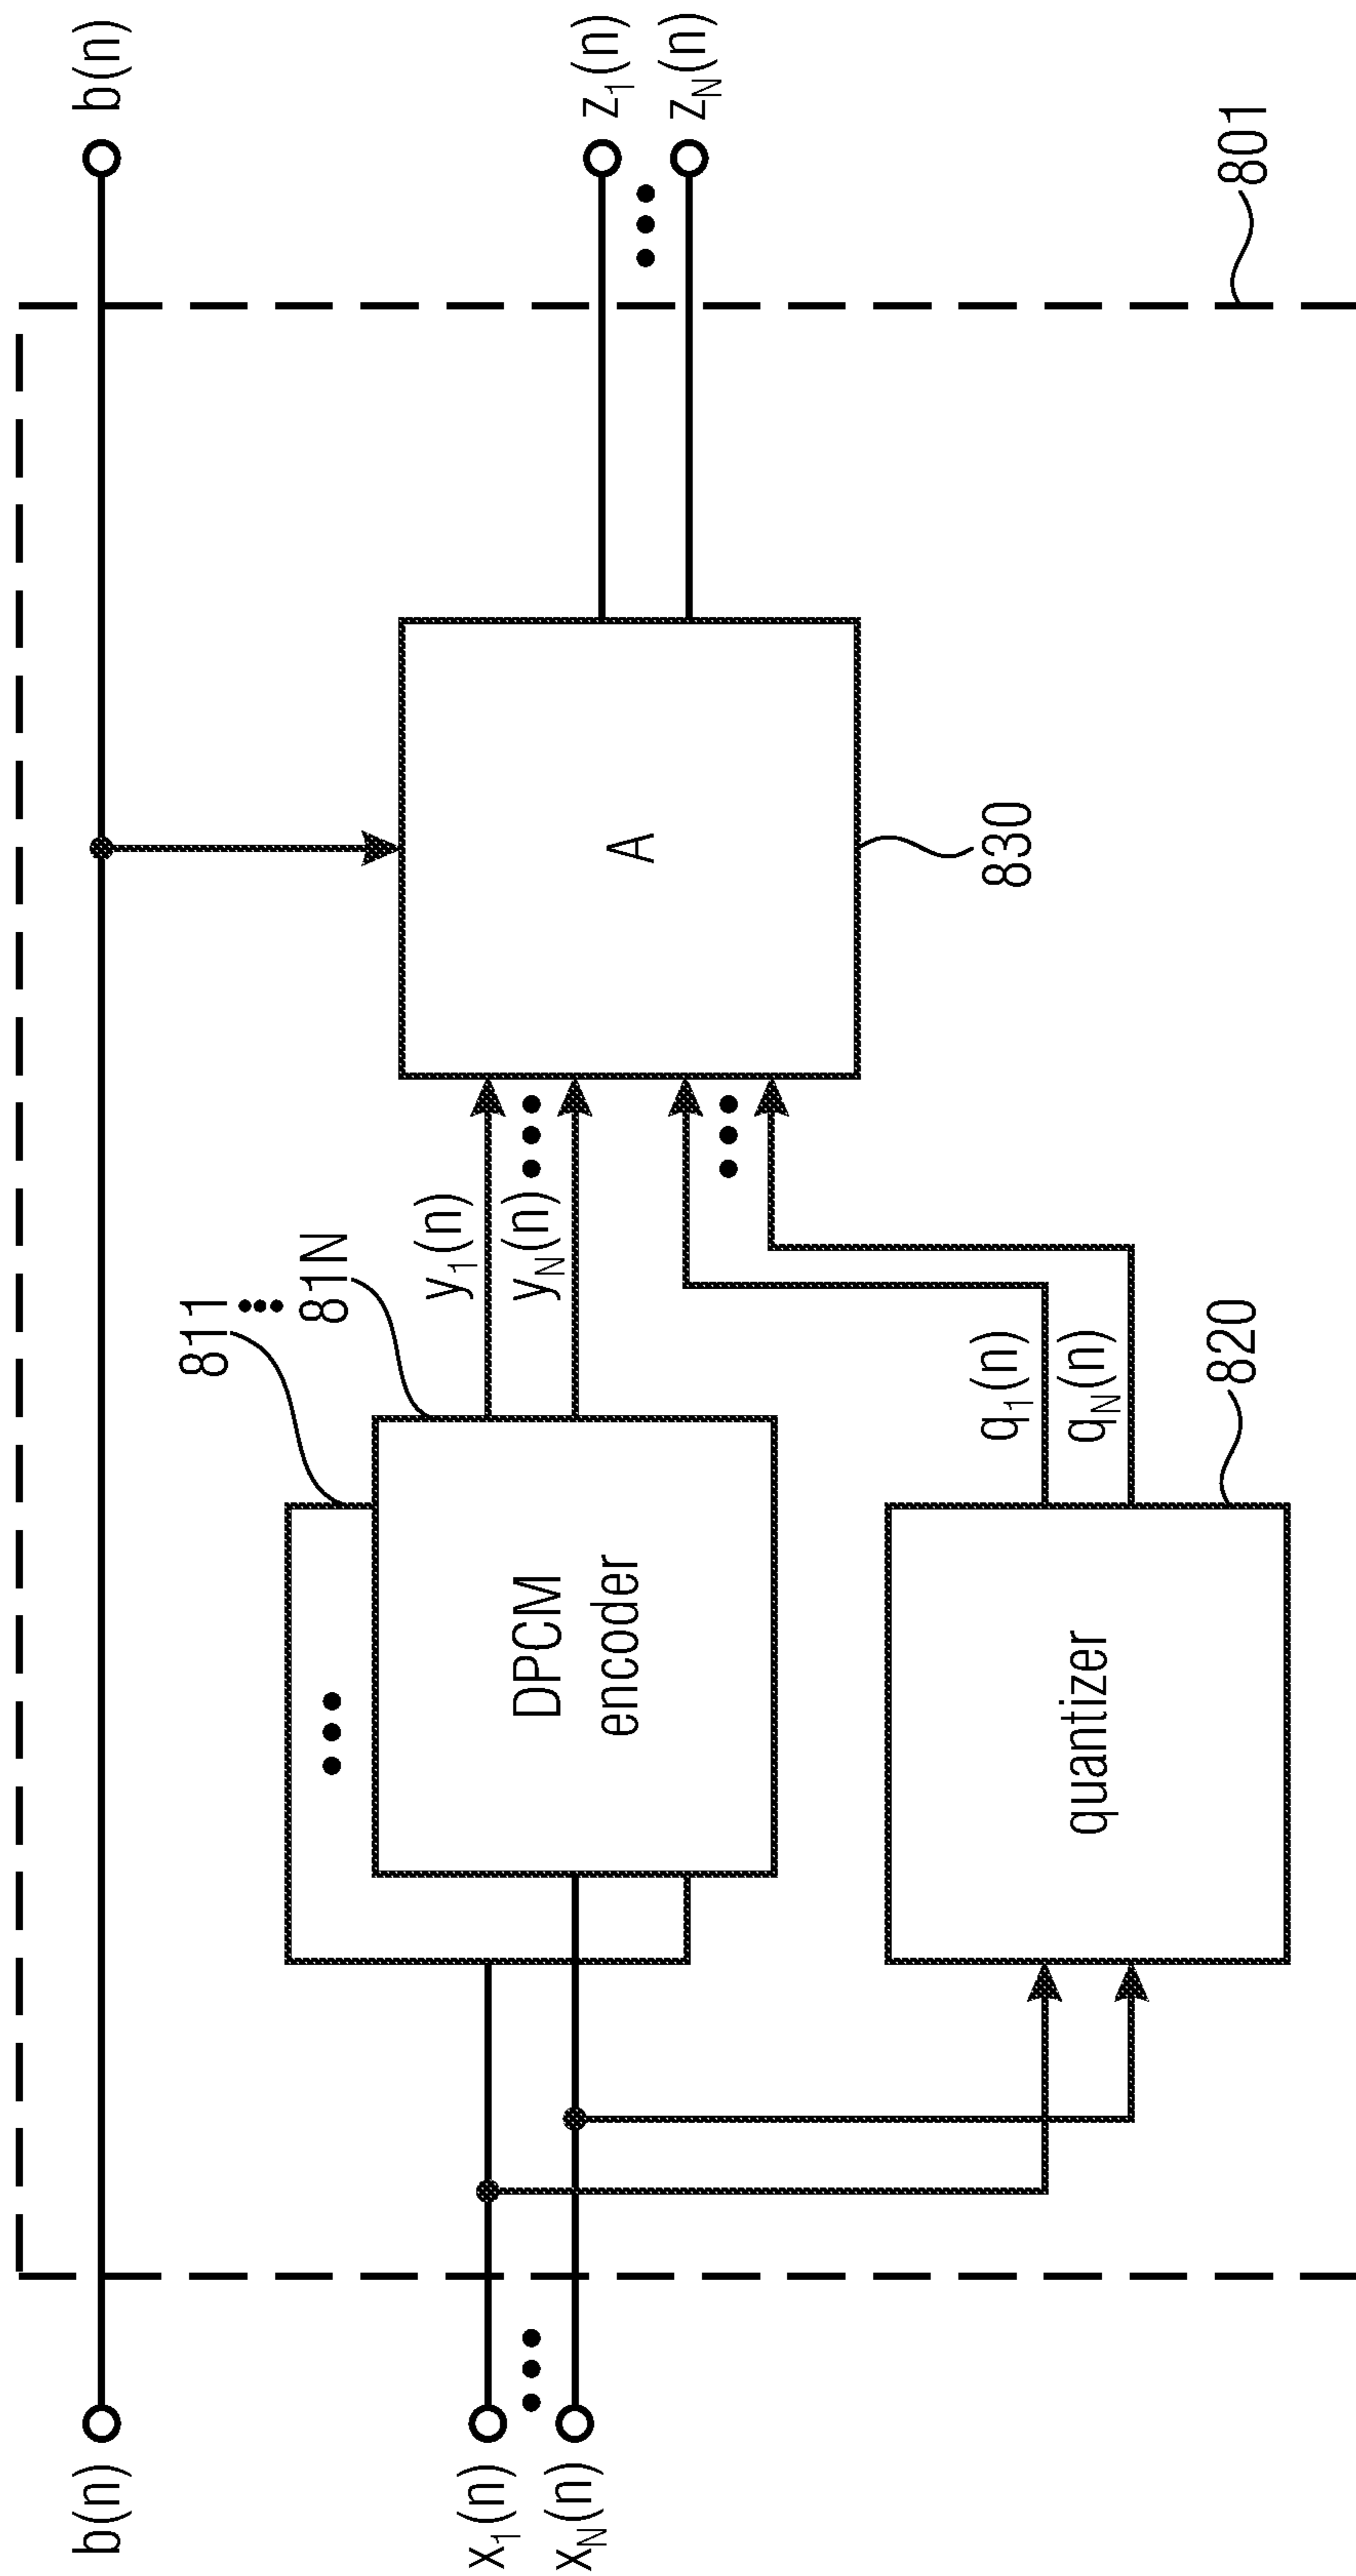 b(n)
b(n)
811
81N
x₁(n)
y₁(n)
xN(n)
yN(n)
DPCM
encoder
A
z₁(n)
zN(n)
830
q₁(n)
qN(n)
quantizer
820
801